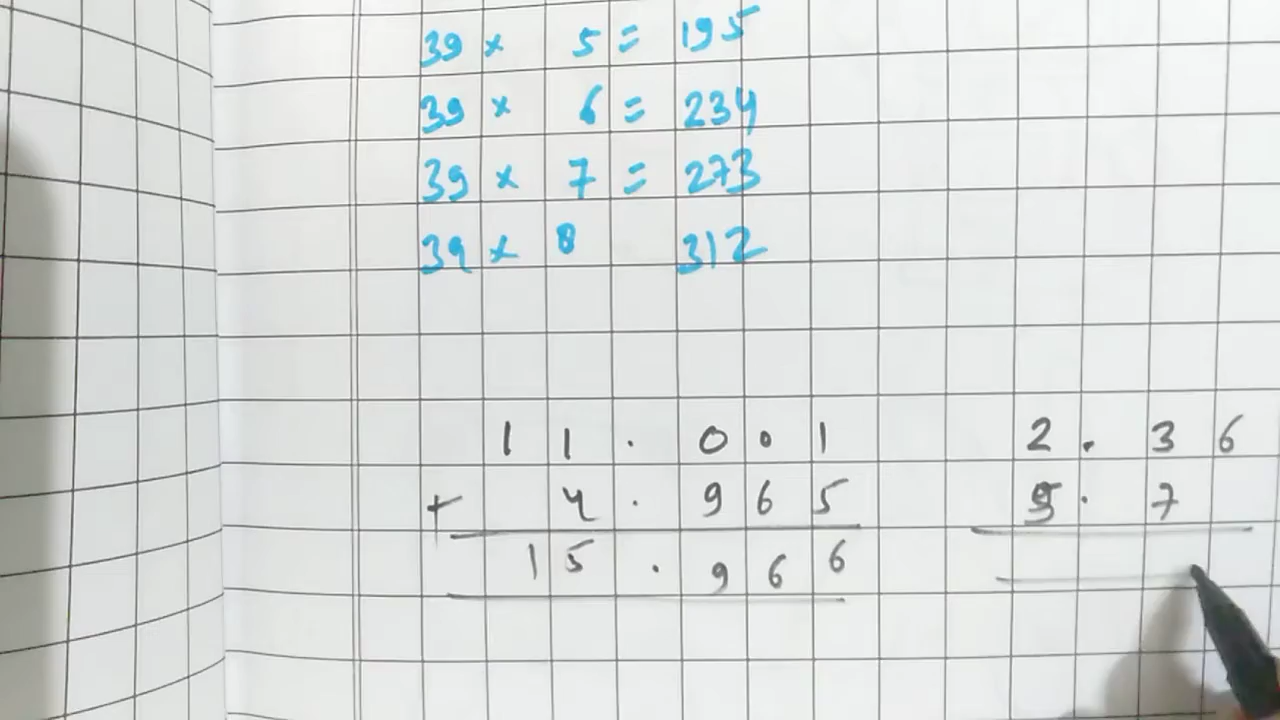 39 × 5 = 195
39 × 6 = 234
39 × 7 = 273
39 × 8 312
11.001 2.36
+ 4.965 5.7
15.966